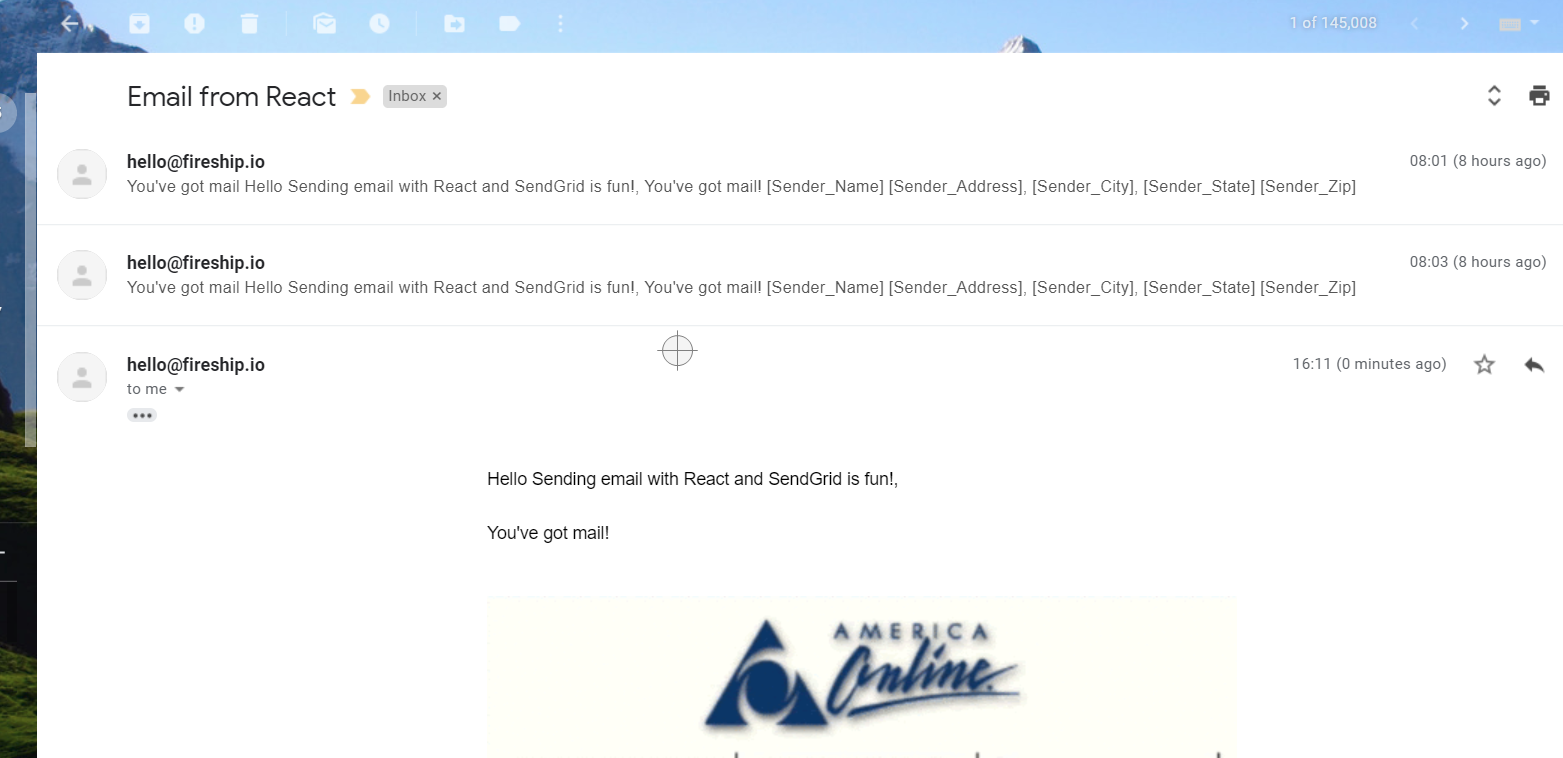 1 of 145,008
Email from React
Inbox ×
hello@fireship.io
08:01 (8 hours ago)
You've got mail Hello Sending email with React and SendGrid is fun!, You've got mail! [Sender_Name] [Sender_Address], [Sender_City], [Sender_State] [Sender_Zip]
hello@fireship.io
08:03 (8 hours ago)
You've got mail Hello Sending email with React and SendGrid is fun!, You've got mail! [Sender_Name] [Sender_Address], [Sender_City], [Sender_State] [Sender_Zip]
hello@fireship.io
16:11 (0 minutes ago)
to me
Hello Sending email with React and SendGrid is fun!,
You've got mail!
AMERICA
Online.